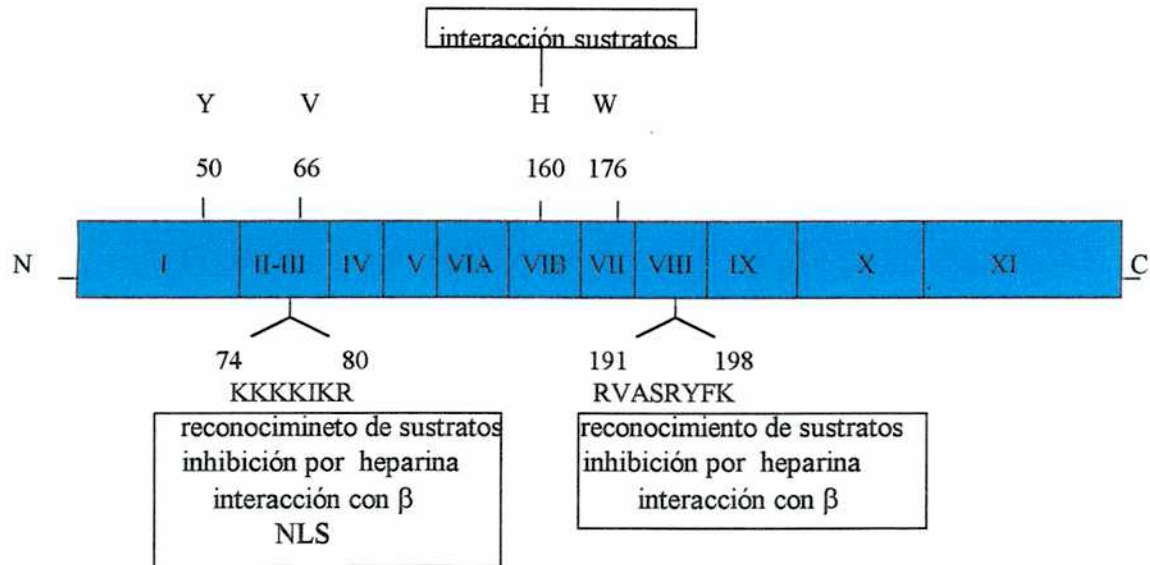 interacción sustratos
Y V H W
50 66 160 176
N I II-III IV V VIA VIB VII VIII IX X XI C
74 80 191 198
KKKKIKR RVASRYFK
reconocimineto de sustratos
inhibición por heparina
interacción con β
NLS
reconocimiento de sustratos
inhibición por heparina
interacción con β